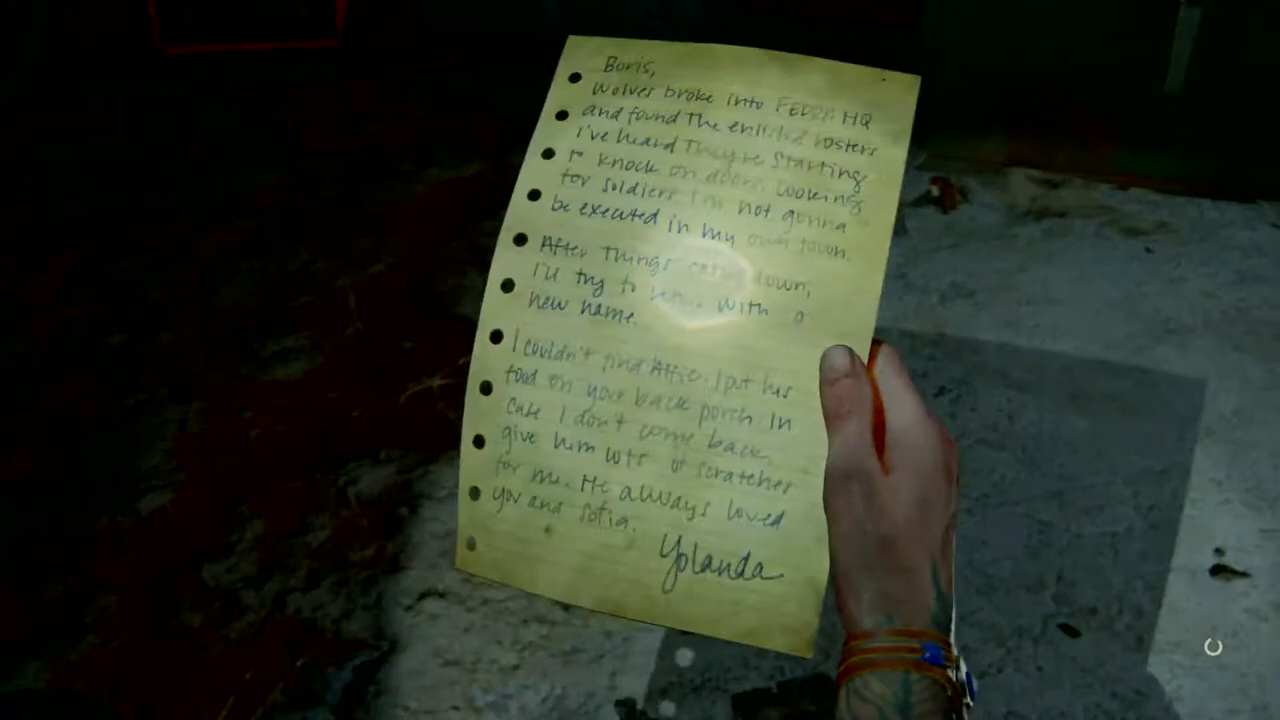 Boris,
Wolves broke into FEDRA HQ
and found the enlisted rosters
I've heard they're starting
to knock on doors. Looking
for soldiers. I'm not gonna
be executed in my own town.
After things calm down,
I'll try to with a
new name.
I couldn't find Alfie. I put his
food on your back porch. In
case I don't come back,
give him lots of scratches
for me. He always loved
you and Sofia.
Yolanda